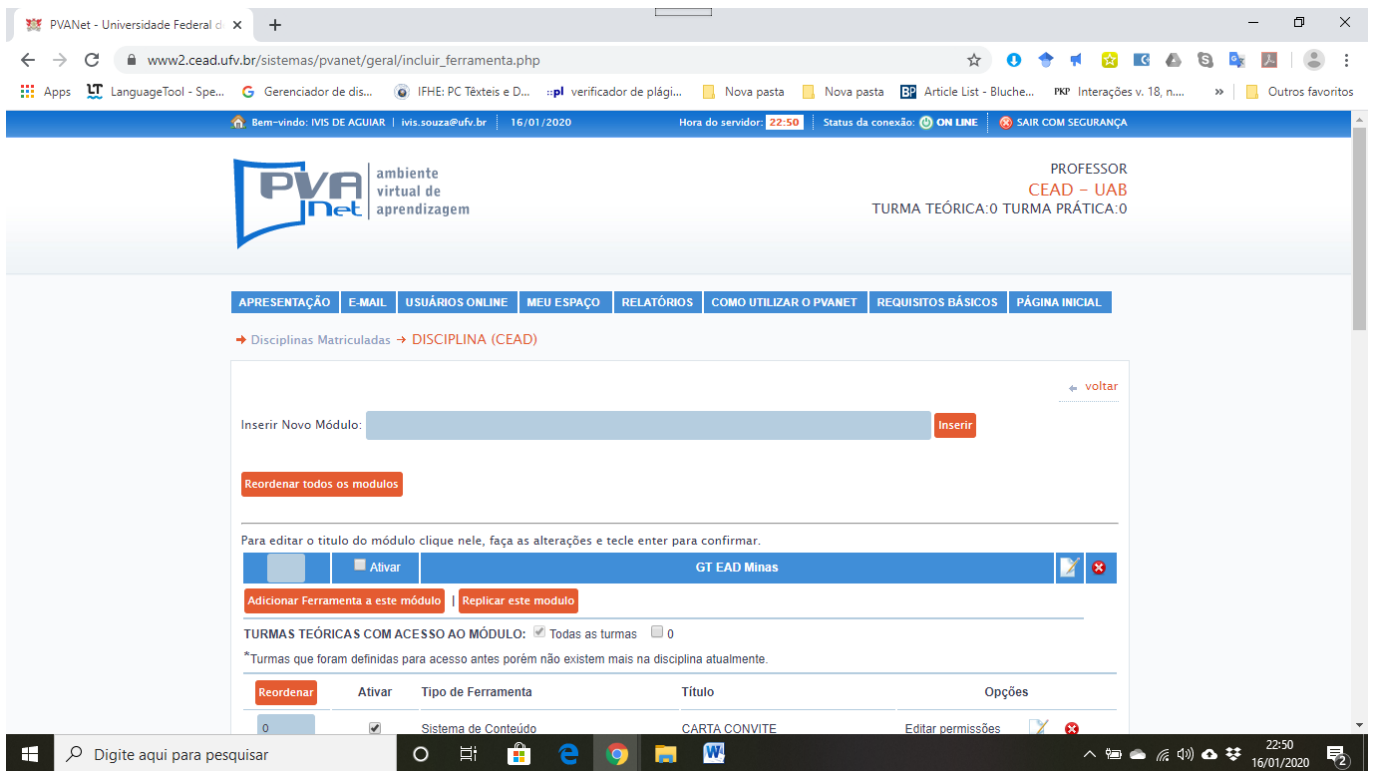 PVANet - Universidade Federal d
www2.cead.ufv.br/sistemas/pvanet/geral/incluir_ferramenta.php
Apps LanguageTool - Spe... Gerenciador de dis... IFHE: PC Têxteis e D... verificador de plági... Nova pasta Nova pasta Article List - Bluche... Interações v. 18, n.... » Outros favoritos
Bem-vindo: IVIS DE AGUIAR | ivis.souza@ufv.br 16/01/2020 Hora do servidor: 22:50 Status da conexão: ON LINE SAIR COM SEGURANÇA
PVANet
ambiente
virtual de
aprendizagem
PROFESSOR
CEAD - UAB
TURMA TEÓRICA:0 TURMA PRÁTICA:0
APRESENTAÇÃO E-MAIL USUÁRIOS ONLINE MEU ESPAÇO RELATÓRIOS COMO UTILIZAR O PVANET REQUISITOS BÁSICOS PÁGINA INICIAL
Disciplinas Matriculadas DISCIPLINA (CEAD)
voltar
Inserir Novo Módulo: Inserir
Reordenar todos os modulos
Para editar o titulo do módulo clique nele, faça as alterações e tecle enter para confirmar.
Ativar GT EAD Minas
Adicionar Ferramenta a este módulo | Replicar este modulo
TURMAS TEÓRICAS COM ACESSO AO MÓDULO: Todas as turmas 0
*Turmas que foram definidas para acesso antes porém não existem mais na disciplina atualmente.
Reordenar Ativar Tipo de Ferramenta Título Opções
0 Sistema de Conteúdo CARTA CONVITE Editar permissões
Digite aqui para pesquisar
22:50
16/01/2020
2